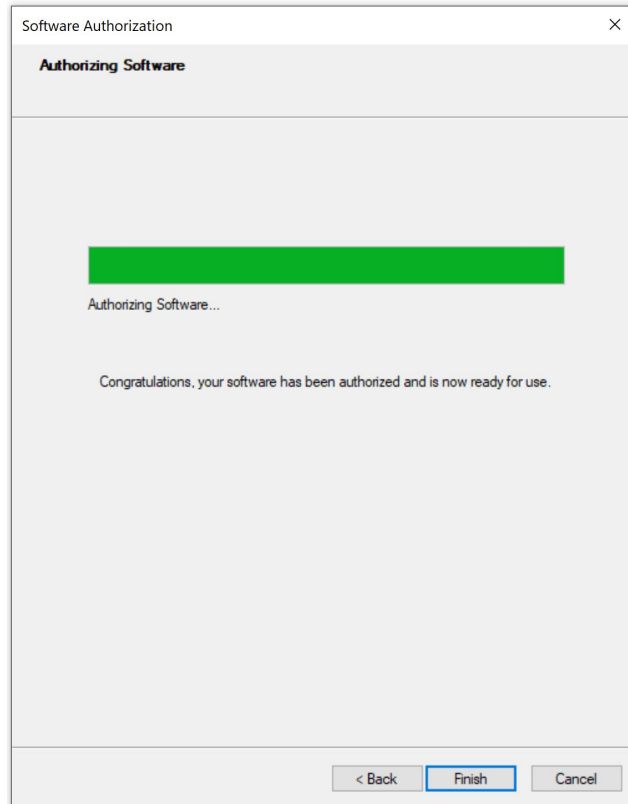 Software Authorization
Authorizing Software
Authorizing Software...
Congratulations, your software has been authorized and is now ready for use.
< Back Finish Cancel